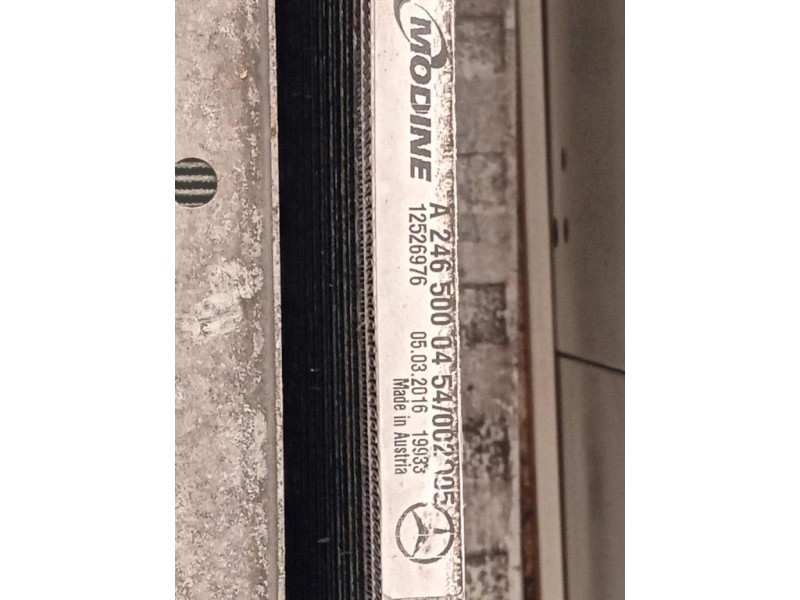 MODINE
A 246 500 04 54/002 005
12526976
05.03.2016 19933
Made in Austria